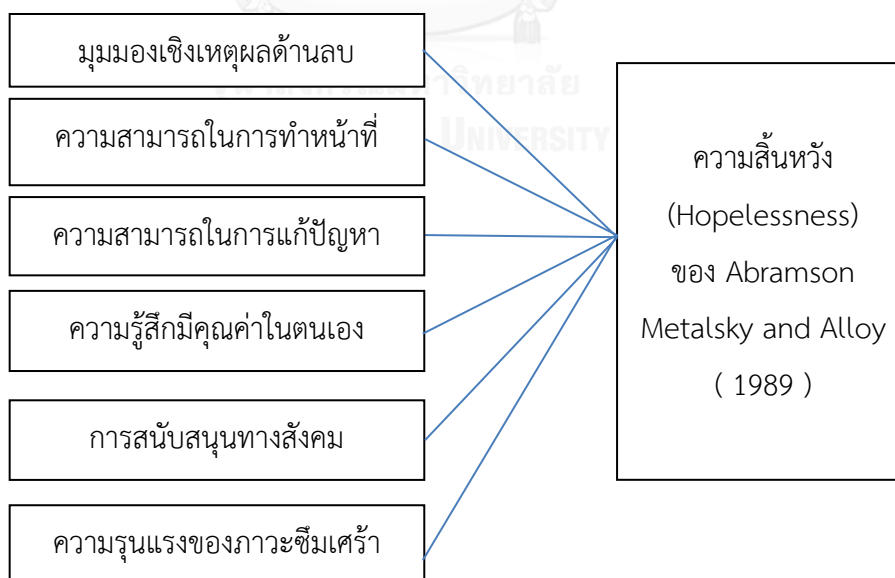 มุมมองเชิงเหตุผลด้านลบ
ความสามารถในการทำหน้าที่
ความสามารถในการแก้ปัญหา
ความรู้สึกมีคุณค่าในตนเอง
การสนับสนุนทางสังคม
ความรุนแรงของภาวะซึมเศร้า
ความสิ้นหวัง
(Hopelessness)
ของ Abramson
Metalsky and Alloy
( 1989 )
UNIVERSITY